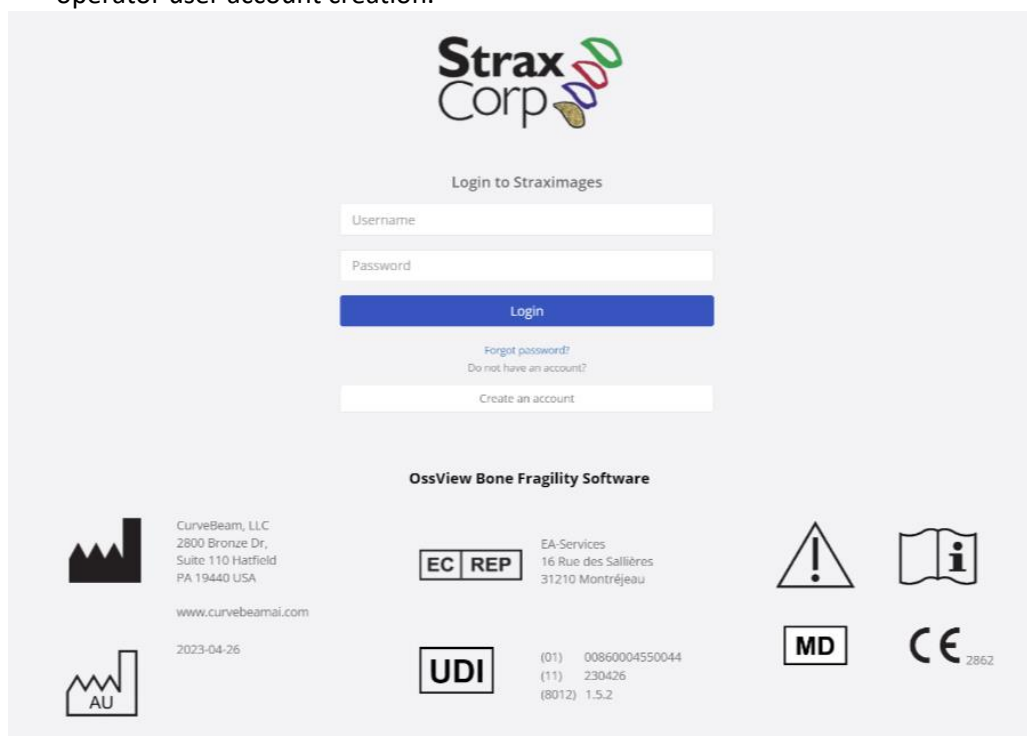 operator user account creation.
Strax
Corp
Login to Straximages
Username
Password
Login
Forgot password?
Do not have an account?
Create an account
OssView Bone Fragility Software
CurveBeam, LLC
2800 Bronze Dr,
Suite 110 Hatfield
PA 19440 USA
www.curvebeamai.com
2023-04-26
AU
EC REP
EA-Services
16 Rue des Sallières
31210 Montréjeau
UDI
(01) 00860004550044
(11) 230426
(8012) 1.5.2
!
i
MD
CE 2862